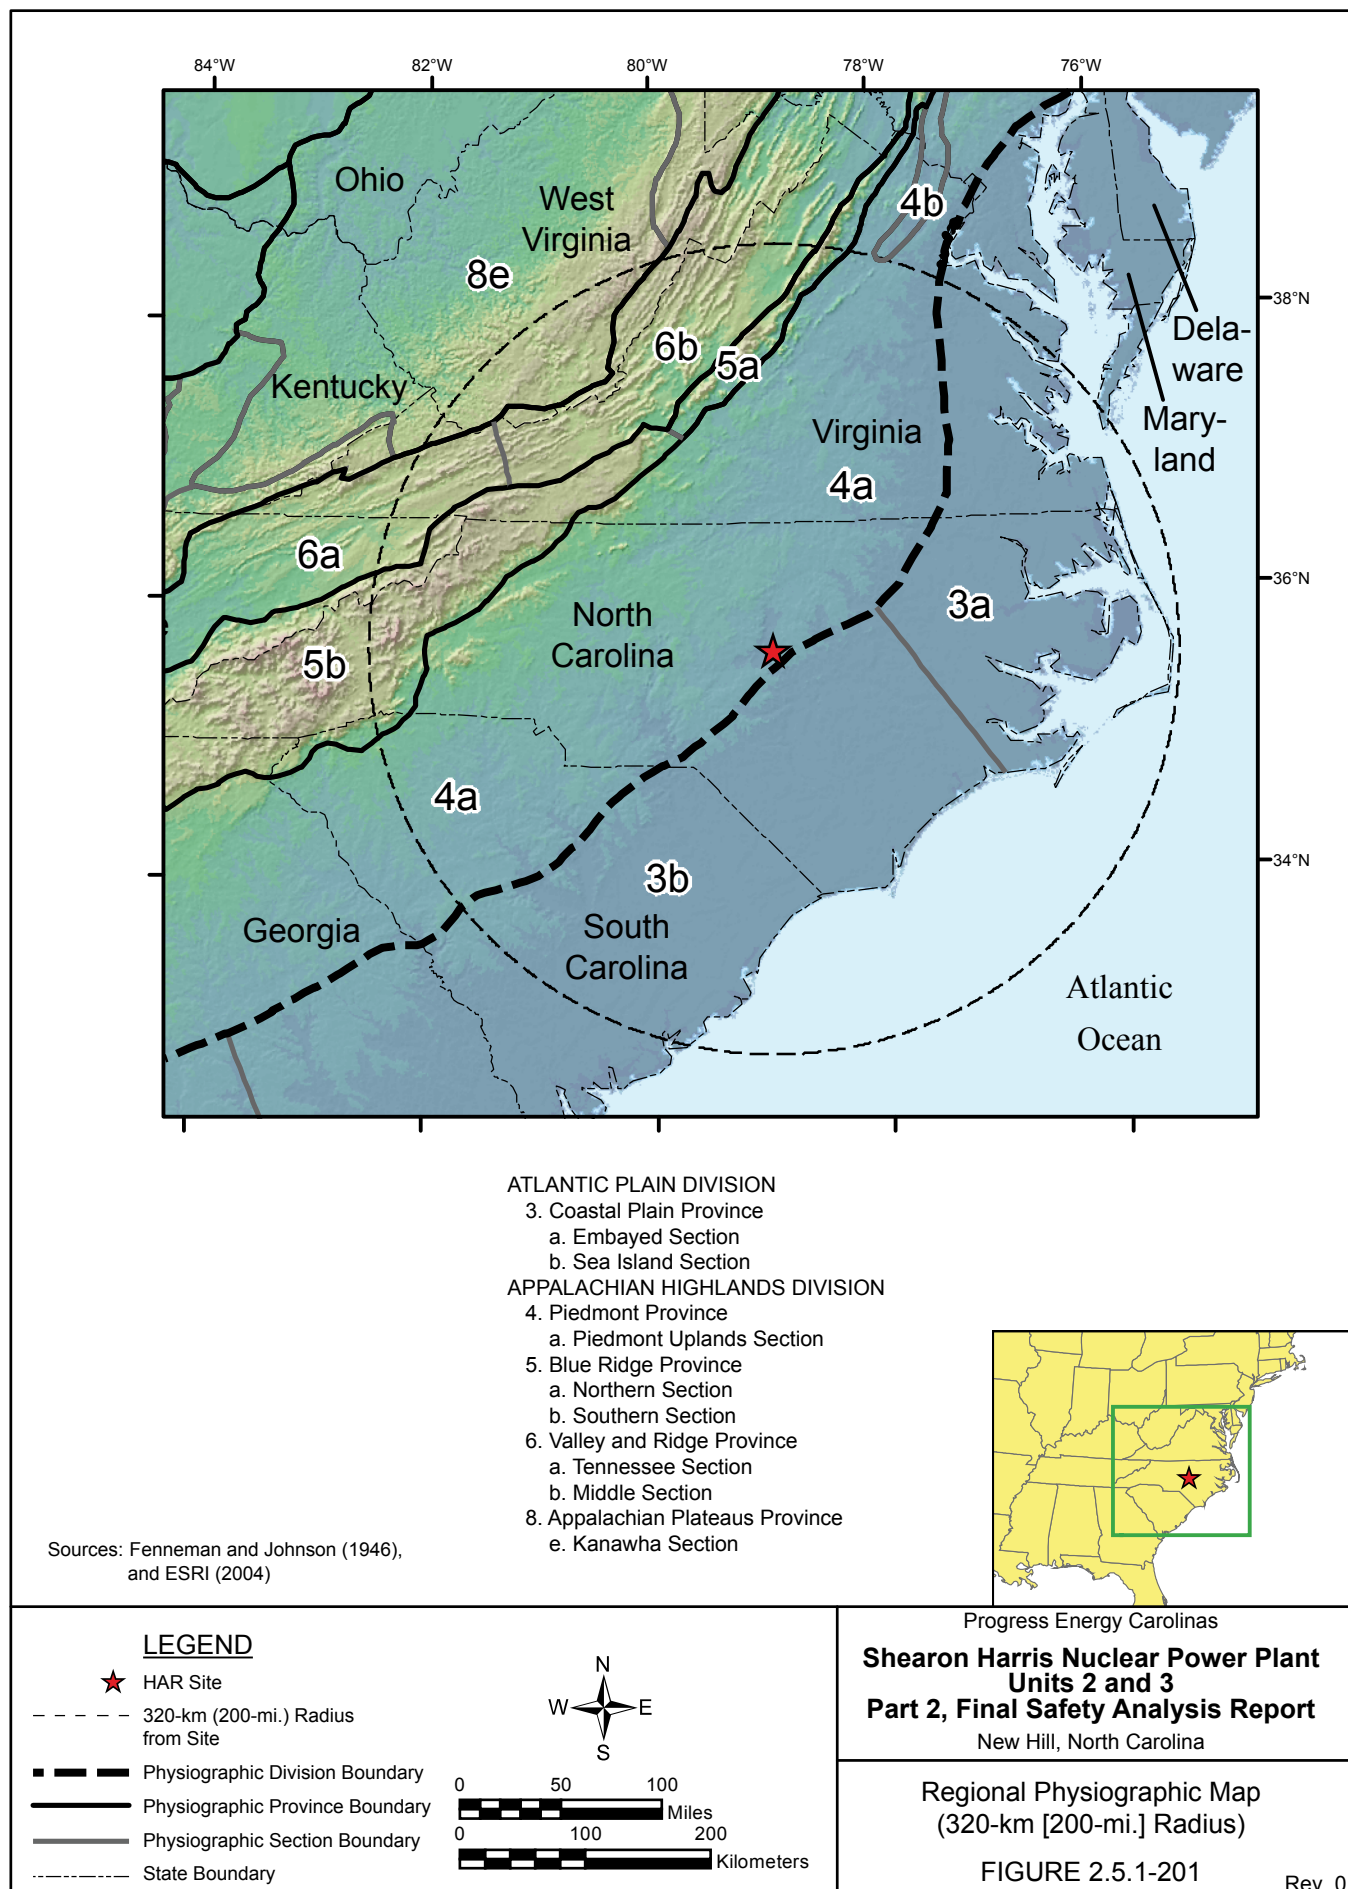 84°W 82°W 80°W 78°W 76°W
Ohio
West
Virginia
4b
8e
38°N
Dela-
ware
6b
5a
Kentucky
Mary-
land
Virginia
4a
6a
36°N
3a
North
Carolina
5b
4a
34°N
3b
Georgia
South
Carolina
Atlantic
Ocean
ATLANTIC PLAIN DIVISION
3. Coastal Plain Province
a. Embayed Section
b. Sea Island Section
APPALACHIAN HIGHLANDS DIVISION
4. Piedmont Province
a. Piedmont Uplands Section
5. Blue Ridge Province
a. Northern Section
b. Southern Section
6. Valley and Ridge Province
a. Tennessee Section
b. Middle Section
8. Appalachian Plateaus Province
e. Kanawha Section
Sources: Fenneman and Johnson (1946),
and ESRI (2004)
LEGEND
HAR Site
320-km (200-mi.) Radius
from Site
Physiographic Division Boundary
Physiographic Province Boundary
Physiographic Section Boundary
State Boundary
N
W E
S
0 50 100
Miles
0 100 200
Kilometers
Progress Energy Carolinas
Shearon Harris Nuclear Power Plant
Units 2 and 3
Part 2, Final Safety Analysis Report
New Hill, North Carolina
Regional Physiographic Map
(320-km [200-mi.] Radius)
FIGURE 2.5.1-201
Rev. 0